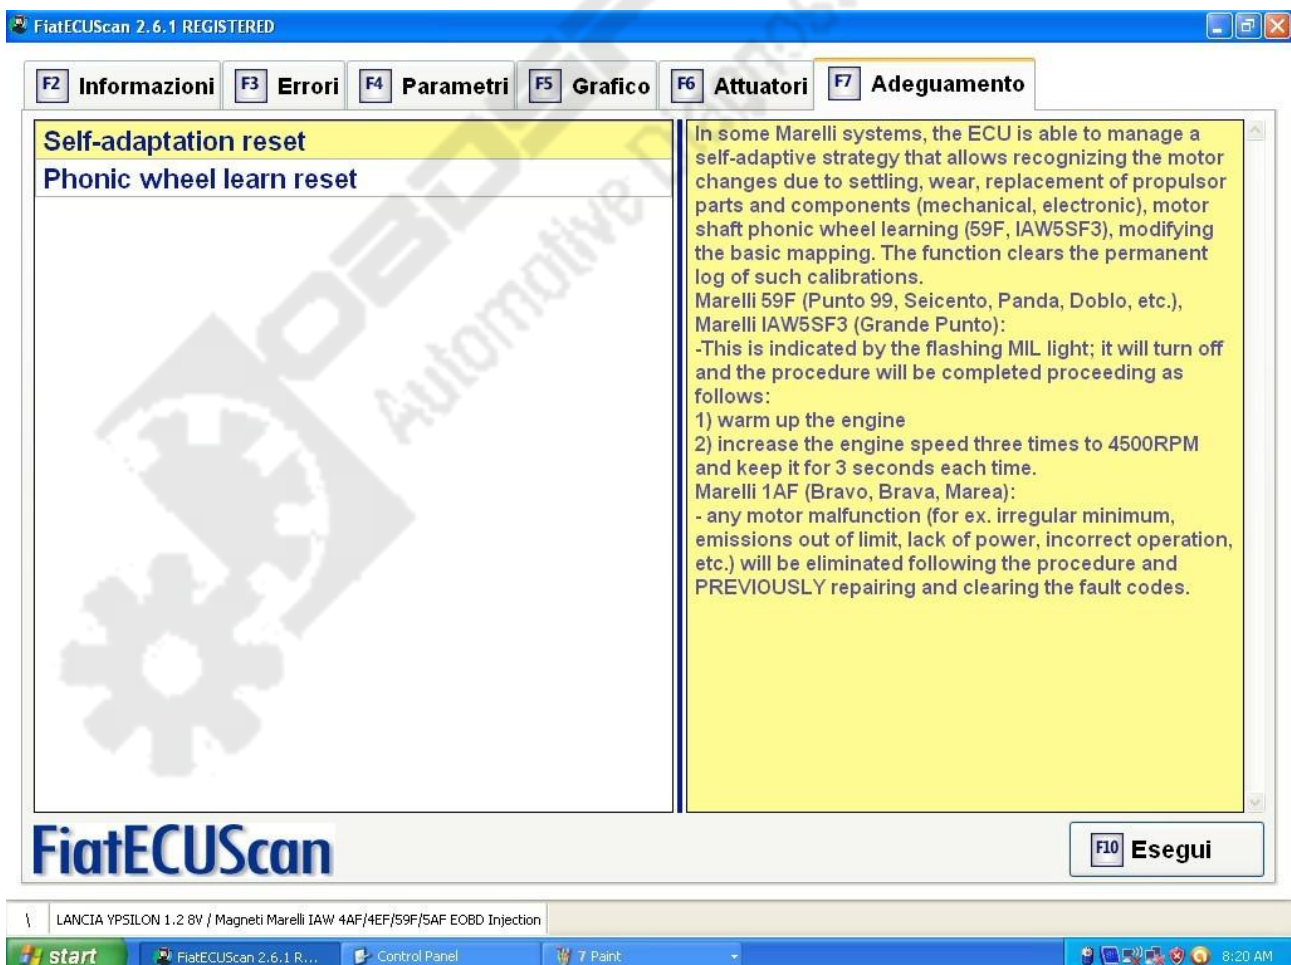 FiatECUScan 2.6.1 REGISTERED
F2 Informazioni F3 Errori F4 Parametri F5 Grafico F6 Attuatori F7 Adeguamento
Self-adaptation reset
Phonic wheel learn reset
In some Marelli systems, the ECU is able to manage a
self-adaptive strategy that allows recognizing the motor
changes due to settling, wear, replacement of propulsor
parts and components (mechanical, electronic), motor
shaft phonic wheel learning (59F, IAW5SF3), modifying
the basic mapping. The function clears the permanent
log of such calibrations.
Marelli 59F (Punto 99, Seicento, Panda, Doblo, etc.),
Marelli IAW5SF3 (Grande Punto):
-This is indicated by the flashing MIL light; it will turn off
and the procedure will be completed proceeding as
follows:
1) warm up the engine
2) increase the engine speed three times to 4500RPM
and keep it for 3 seconds each time.
Marelli 1AF (Bravo, Brava, Marea):
- any motor malfunction (for ex. irregular minimum,
emissions out of limit, lack of power, incorrect operation,
etc.) will be eliminated following the procedure and
PREVIOUSLY repairing and clearing the fault codes.
FiatECUScan
F10 Esegui
\ LANCIA YPSILON 1.2 8V / Magneti Marelli IAW 4AF/4EF/59F/5AF EOBD Injection
start FiatECUScan 2.6.1 R... Control Panel 7 Paint 8:20 AM
Automotive